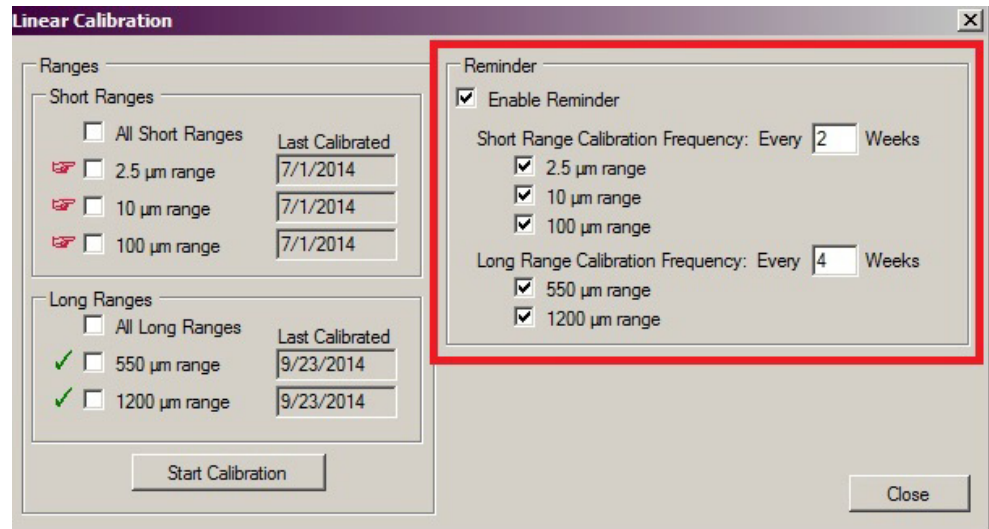 Linear Calibration
Ranges
Short Ranges
All Short Ranges
Last Calibrated
2.5 µm range
7/1/2014
10 µm range
7/1/2014
100 µm range
7/1/2014
Long Ranges
All Long Ranges
Last Calibrated
550 µm range
9/23/2014
1200 µm range
9/23/2014
Start Calibration
Reminder
Enable Reminder
Short Range Calibration Frequency: Every 2 Weeks
2.5 µm range
10 µm range
100 µm range
Long Range Calibration Frequency: Every 4 Weeks
550 µm range
1200 µm range
Close